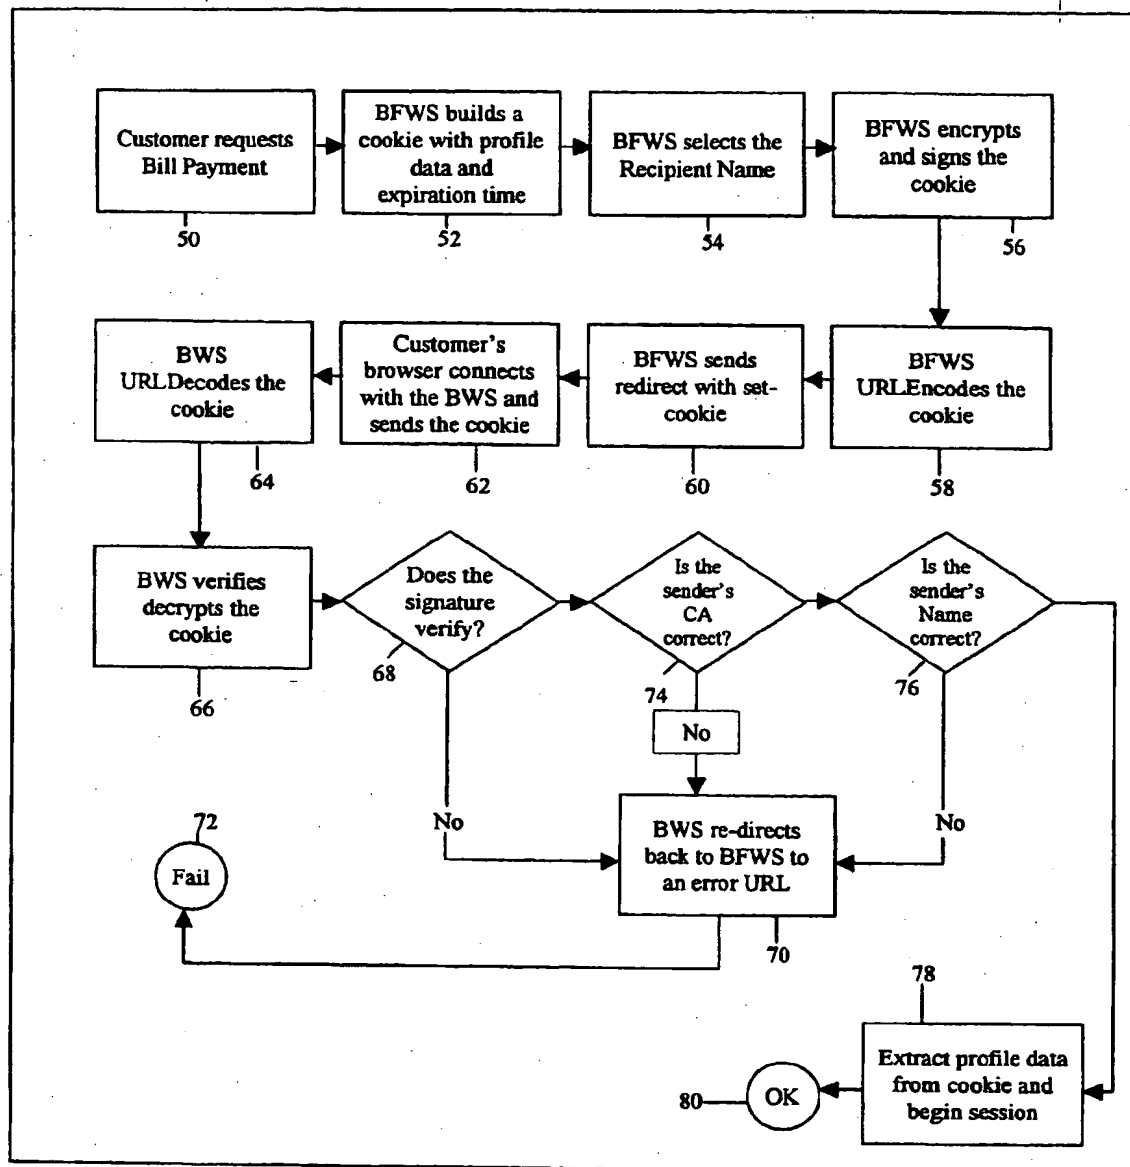 Customer requests
Bill Payment
50
BFWS builds a
cookie with profile
data and
expiration time
52
BFWS selects the
Recipient Name
54
BFWS encrypts
and signs the
cookie
56
BFWS
URLEncodes the
cookie
58
BFWS sends
redirect with set-
cookie
60
Customer's
browser connects
with the BWS and
sends the cookie
62
BWS
URLDecodes the
cookie
64
BWS verifies
decrypts the
cookie
66
Does the
signature
verify?
68
Is the
sender's
CA
correct?
74
Is the
sender's
Name
correct?
76
No
No
No
BWS re-directs
back to BFWS to
an error URL
70
72
Fail
78
Extract profile data
from cookie and
begin session
80
OK